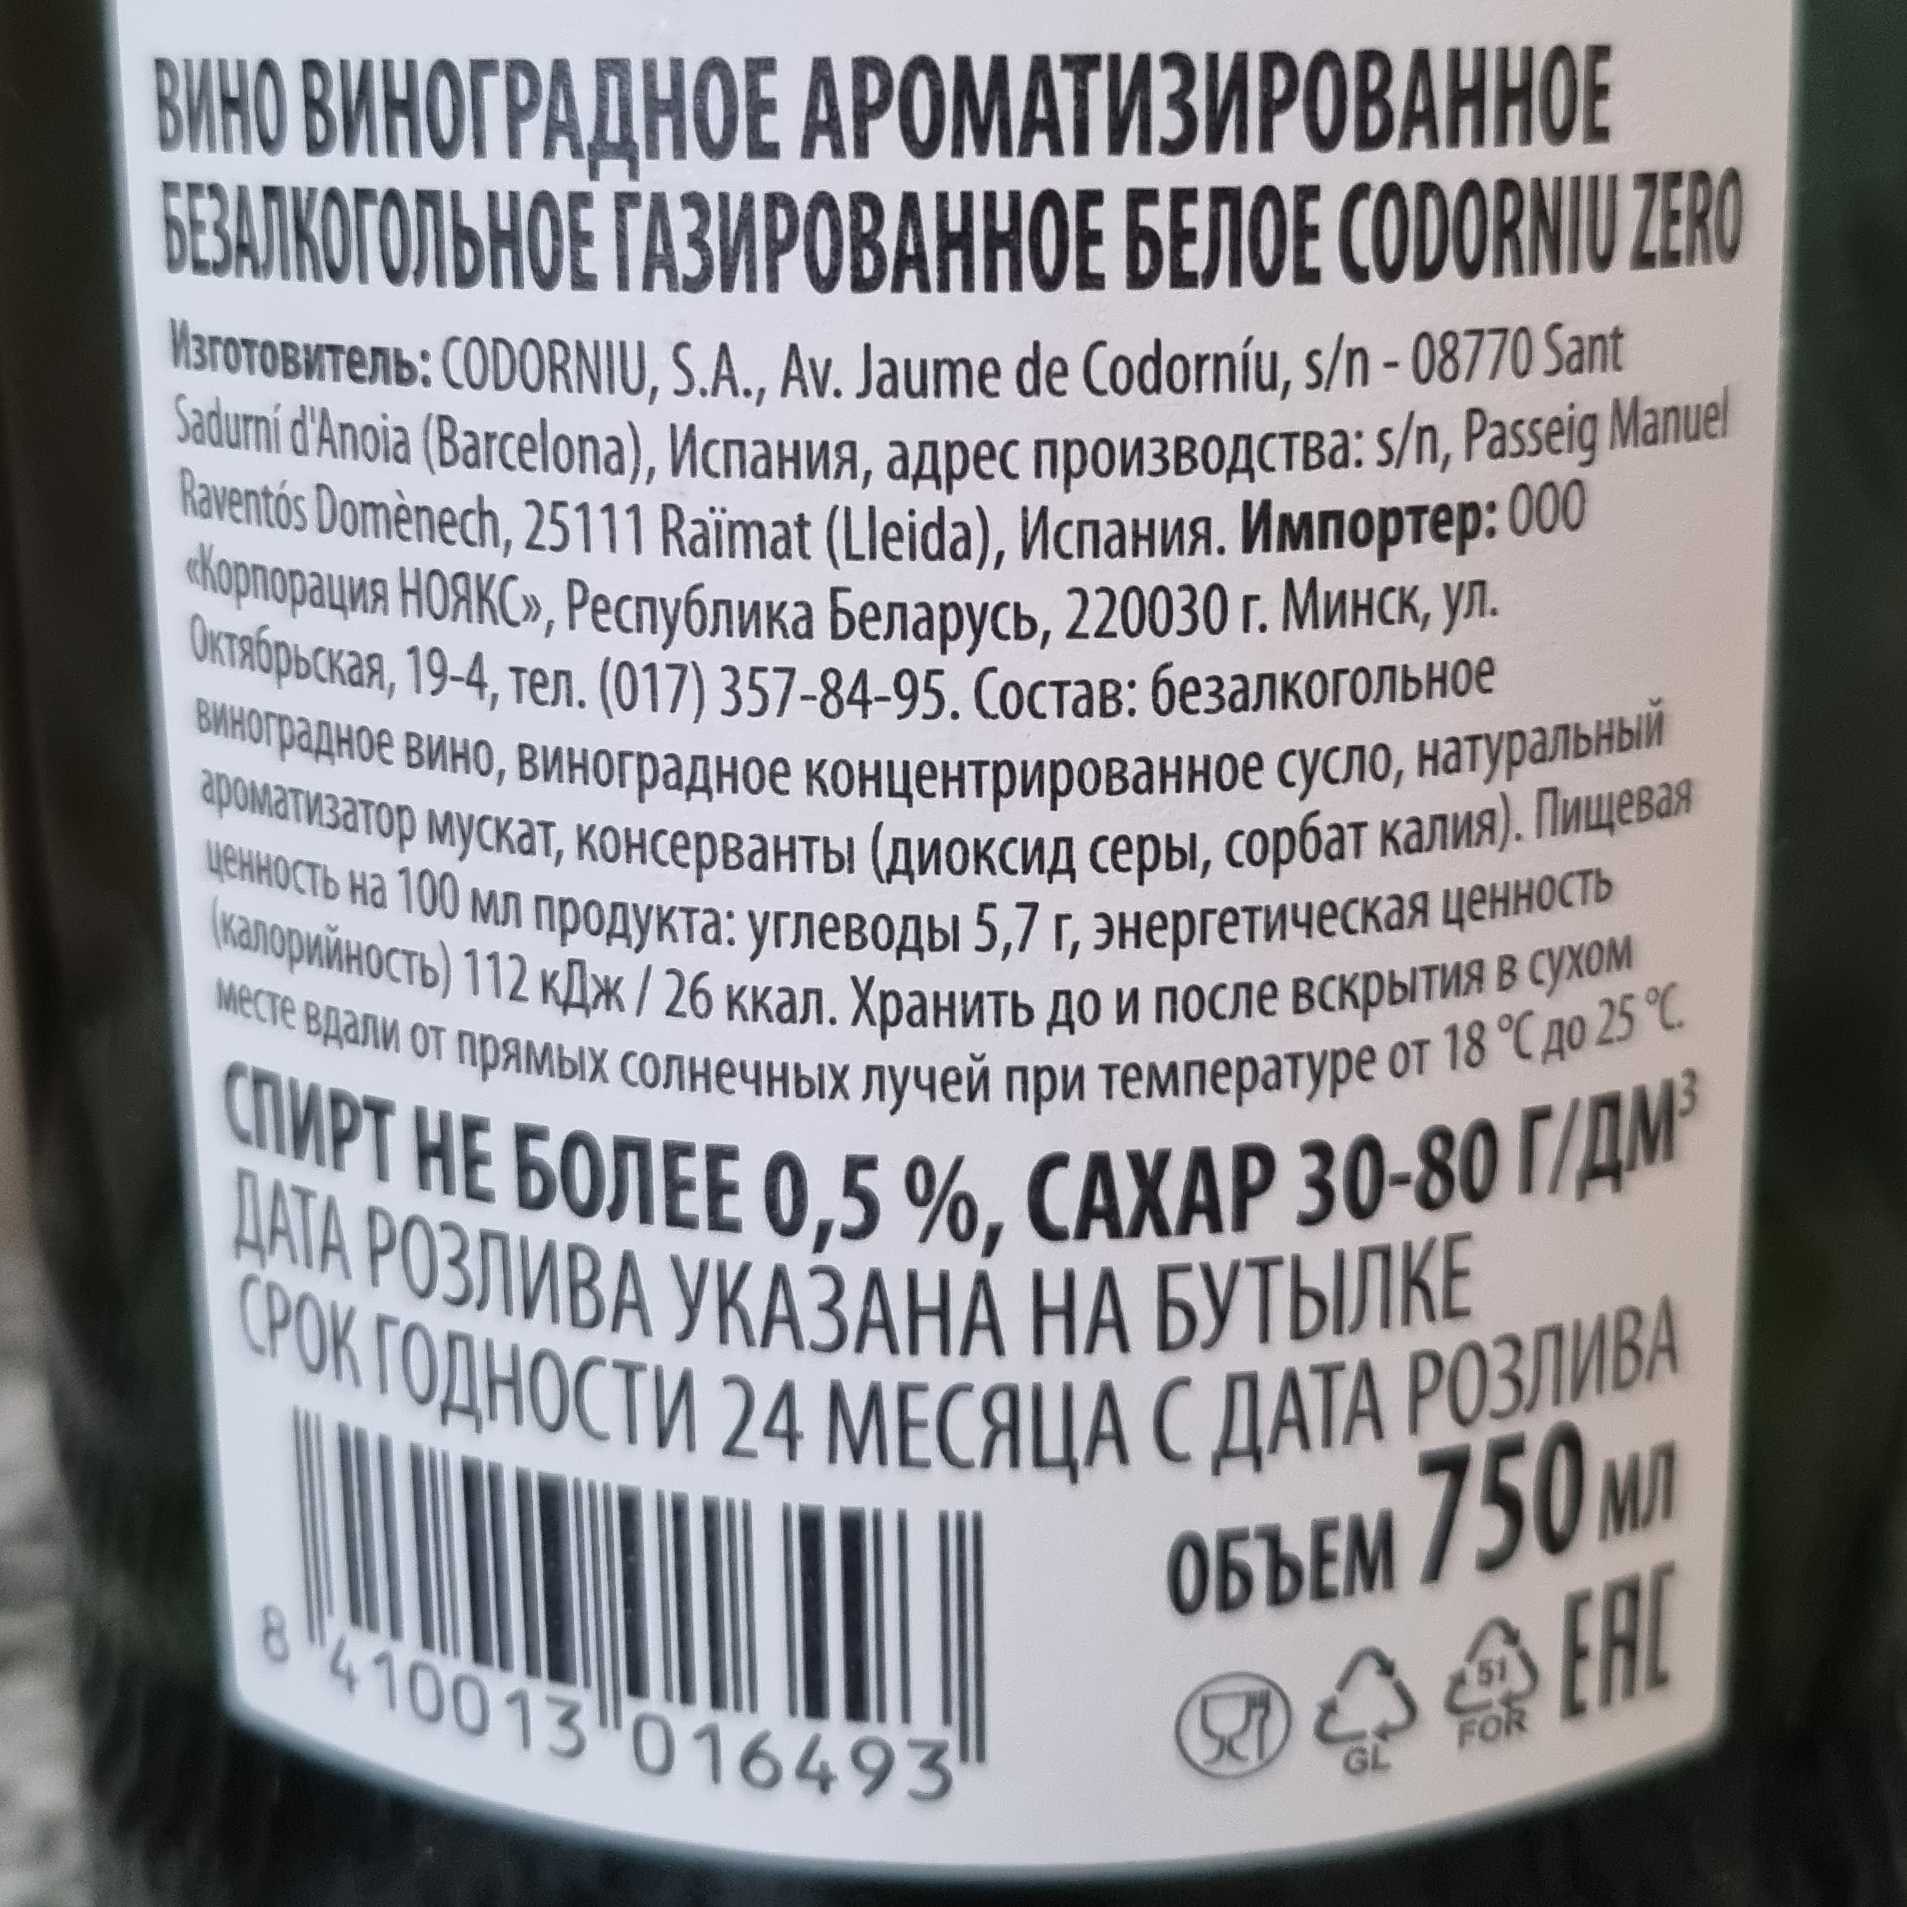 ВИНО ВИНОГРАДНОЕ АРОМАТИЗИРОВАННОЕ
БЕЗАЛКОГОЛЬНОЕ ГАЗИРОВАННОЕ БЕЛОЕ CODORNIU ZERO
Изготовитель: CODORNIU, S.A., Av. Jaume de Codorníu, s/n - 08770 Sant
Sadurní d'Anoia (Barcelona), Испания, адрес производства: s/n, Passeig Manuel
Raventós Domènech, 25111 Raïmat (Lleida), Испания. Импортер: ООО
«Корпорация НОЯКС», Республика Беларусь, 220030 г. Минск, ул.
Октябрьская, 19-4, тел. (017) 357-84-95. Состав: безалкогольное
виноградное вино, виноградное концентрированное сусло, натуральный
ароматизатор мускат, консерванты (диоксид серы, сорбат калия). Пищевая
ценность на 100 мл продукта: углеводы 5,7 г, энергетическая ценность
(калорийность) 112 кДж / 26 ккал. Хранить до и после вскрытия в сухом
месте вдали от прямых солнечных лучей при температуре от 18 °C до 25 °C.
СПИРТ НЕ БОЛЕЕ 0,5 %, САХАР 30-80 Г/ДМ³
ДАТА РОЗЛИВА УКАЗАНА НА БУТЫЛКЕ
СРОК ГОДНОСТИ 24 МЕСЯЦА С ДАТА РОЗЛИВА
ОБЪЕМ 750 МЛ
8 410013 016493
GL
51
FOR
EAC